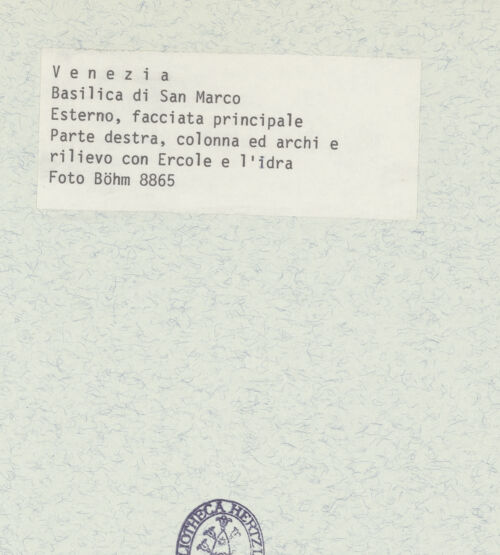 Venezia
Basilica di San Marco
Esterno, facciata principale
Parte destra, colonna ed archi e
rilievo con Ercole e l'idra
Foto Böhm 8865